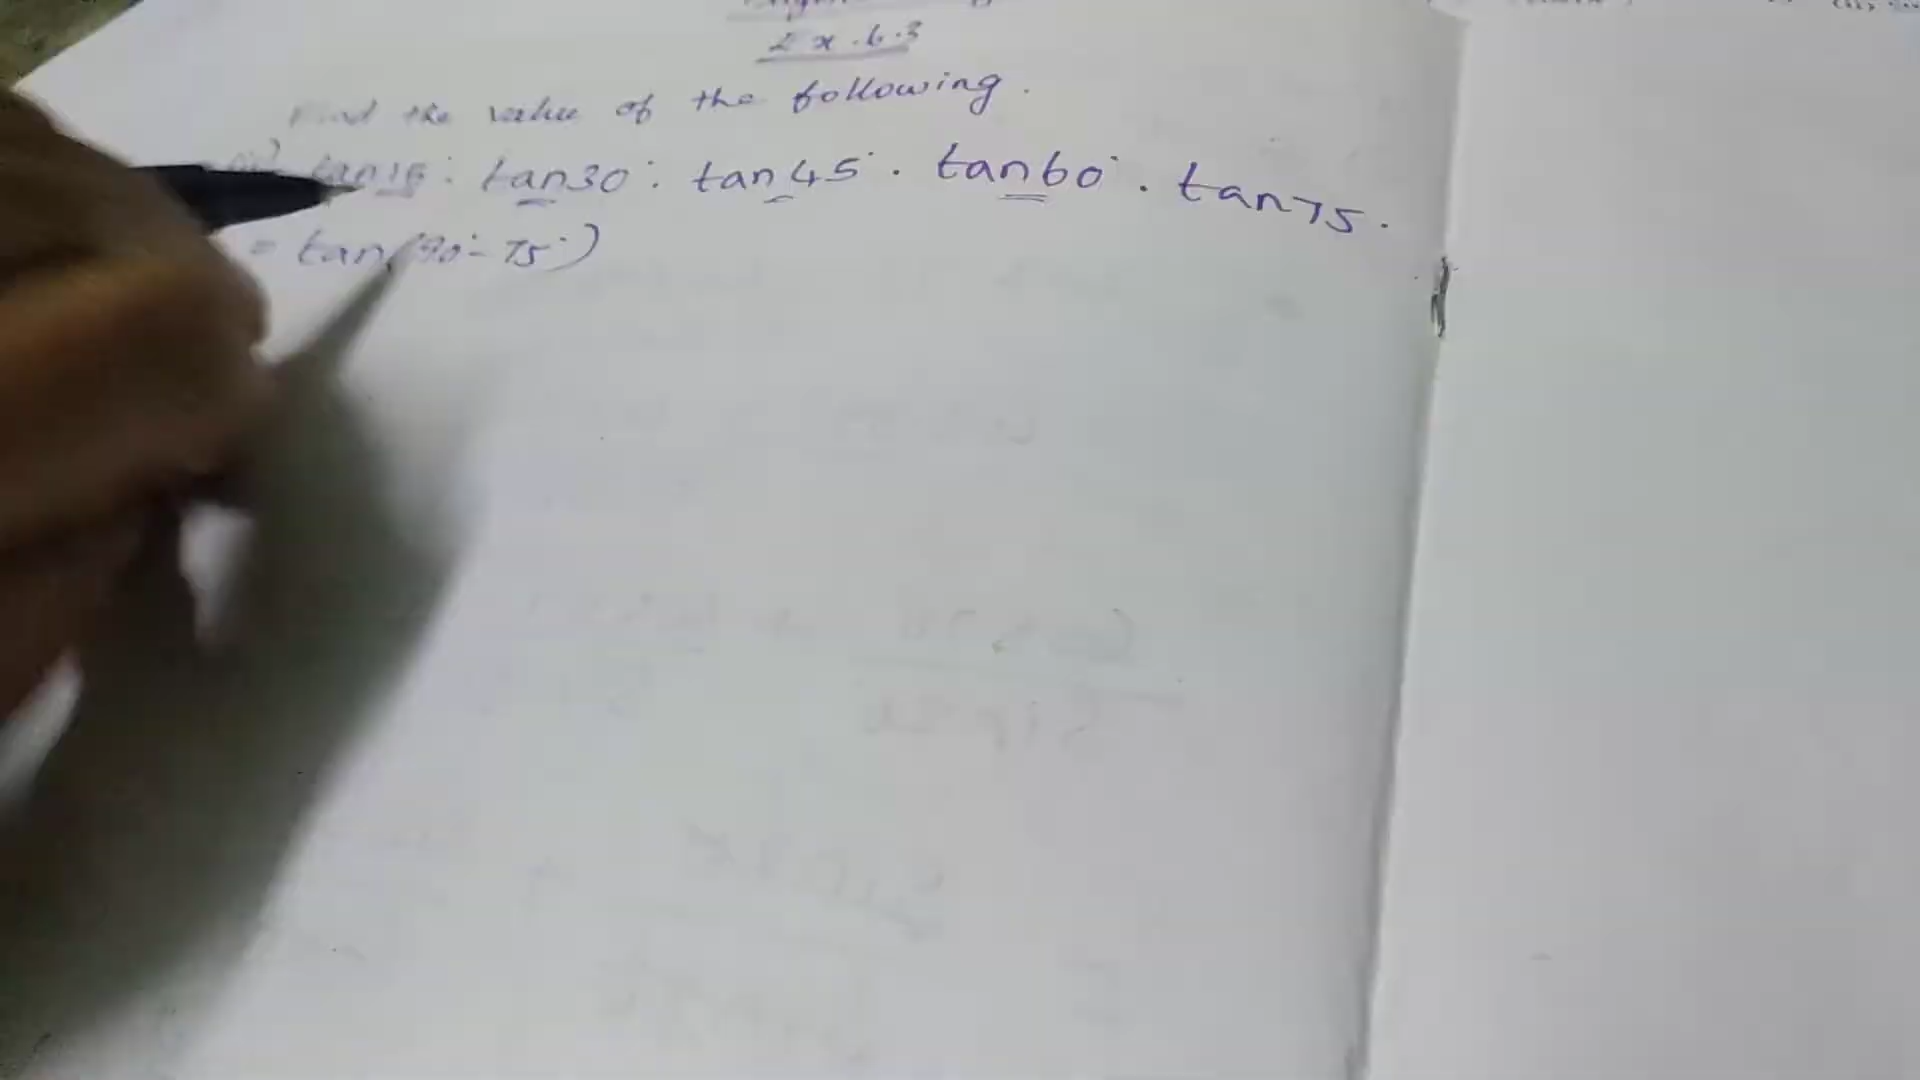 Ex. 6.3
Find the value of the following.
tan15°. tan30°. tan45°. tan60°. tan75.
= tan(90°-75°)